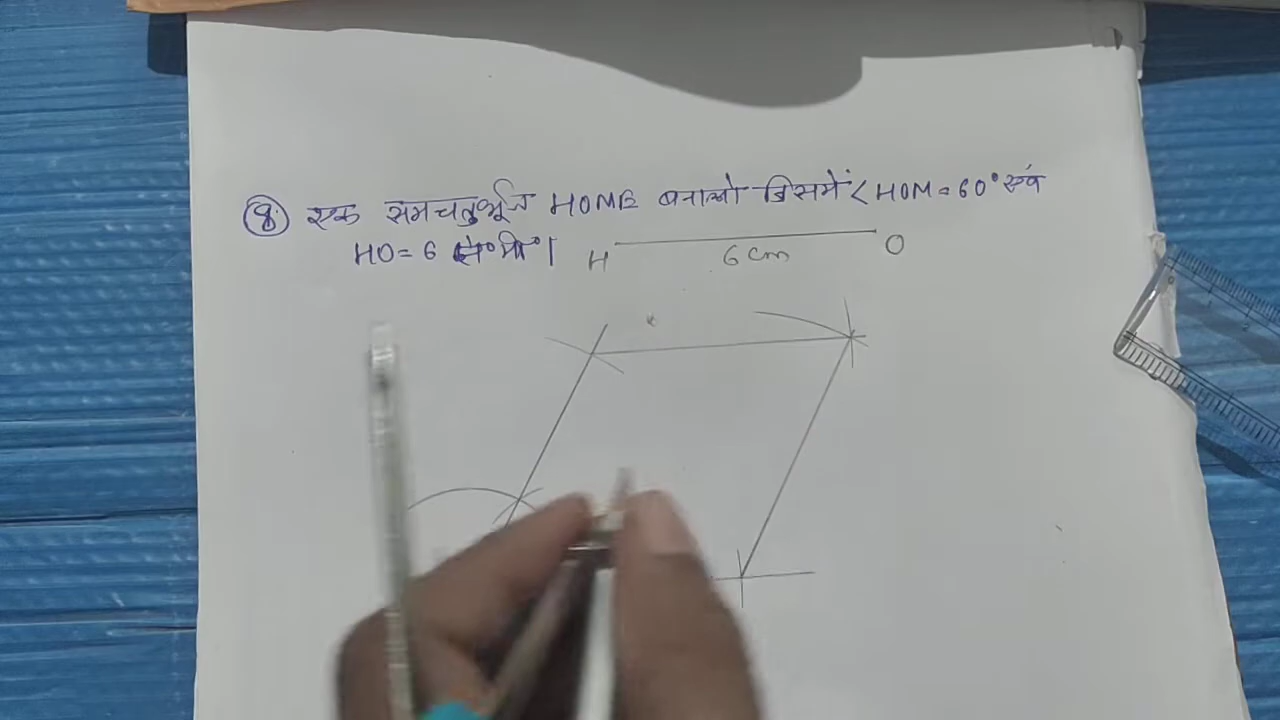 8 एक समचतुर्भूज HOME बनाओ जिसमें ∠HOM = 60° एवं
HO = 6 से॰मी॰।
H 6 cm O